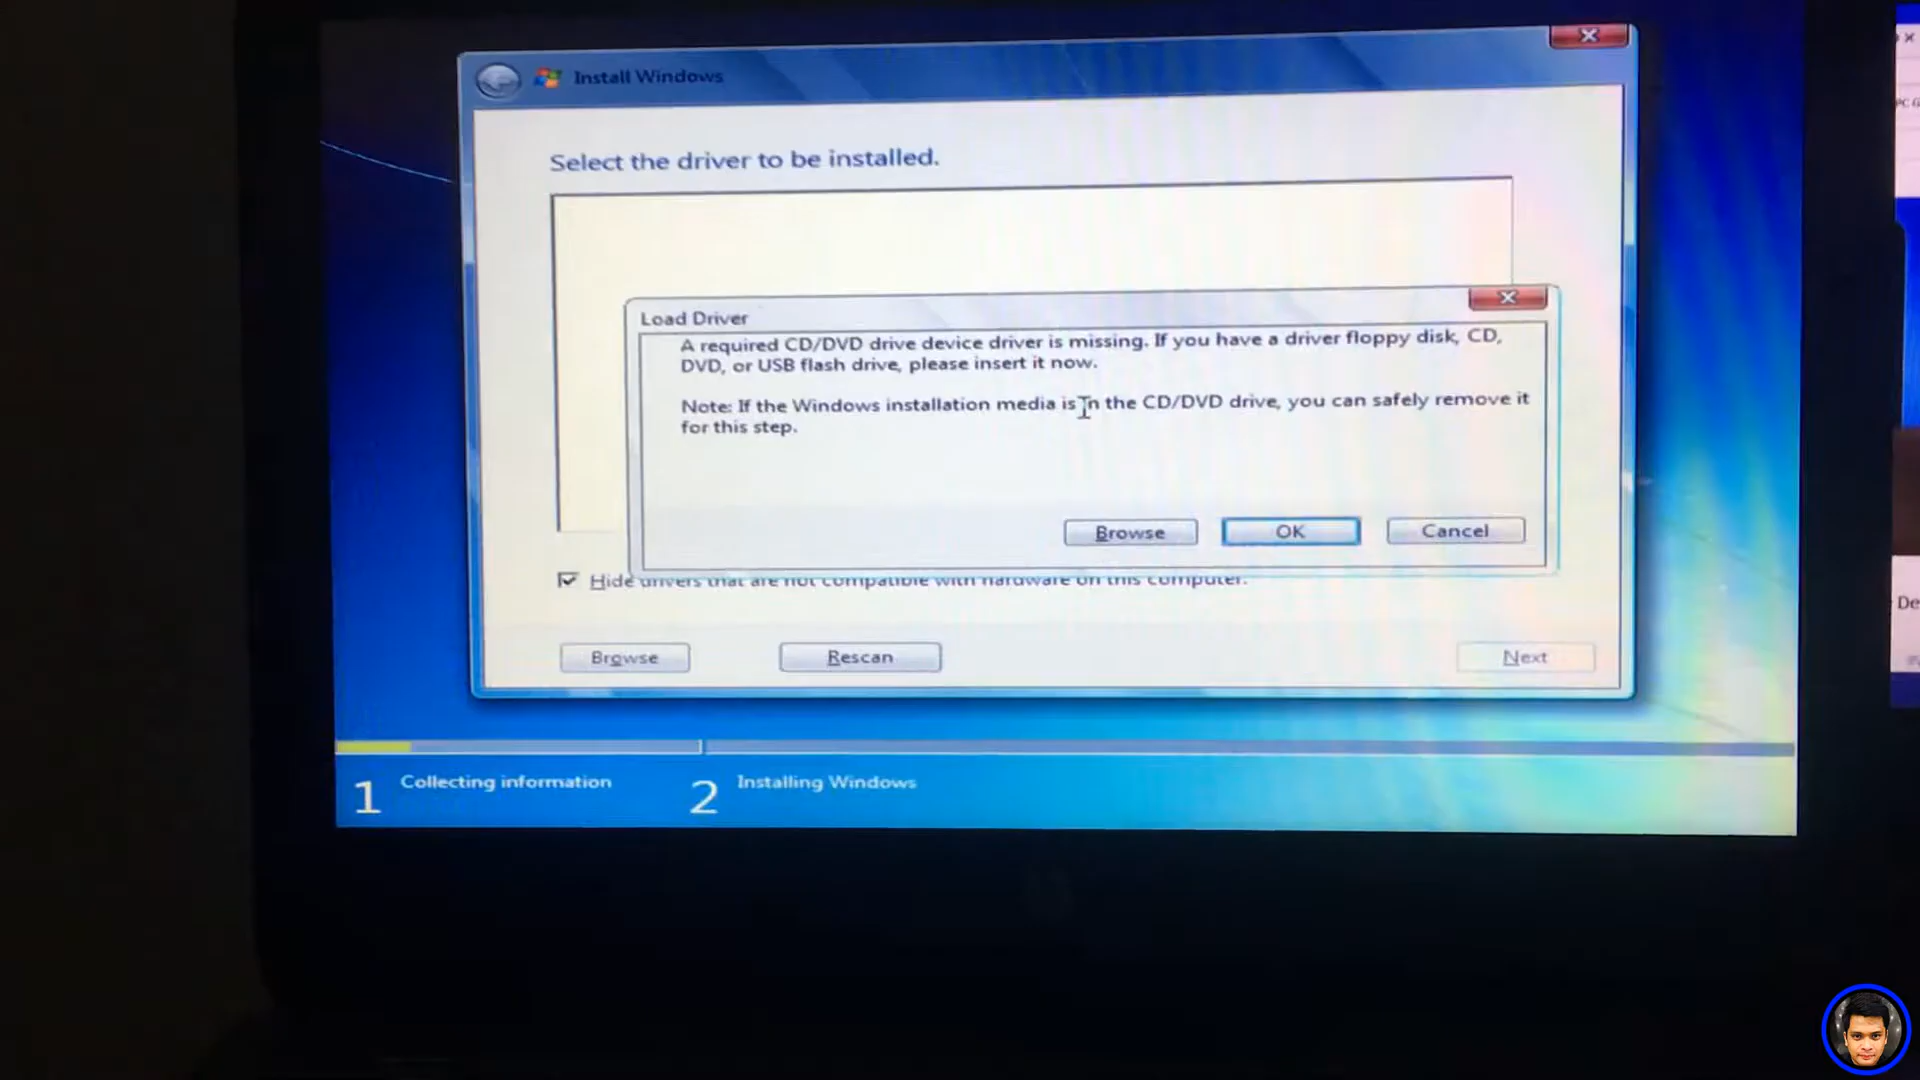 Install Windows
Select the driver to be installed.
Load Driver
A required CD/DVD drive device driver is missing. If you have a driver floppy disk, CD,
DVD, or USB flash drive, please insert it now.
Note: If the Windows installation media is in the CD/DVD drive, you can safely remove it
for this step.
Browse
OK
Cancel
Hide drivers that are not compatible with hardware on this computer.
Browse
Rescan
Next
1 Collecting information
2 Installing Windows
PC G
De